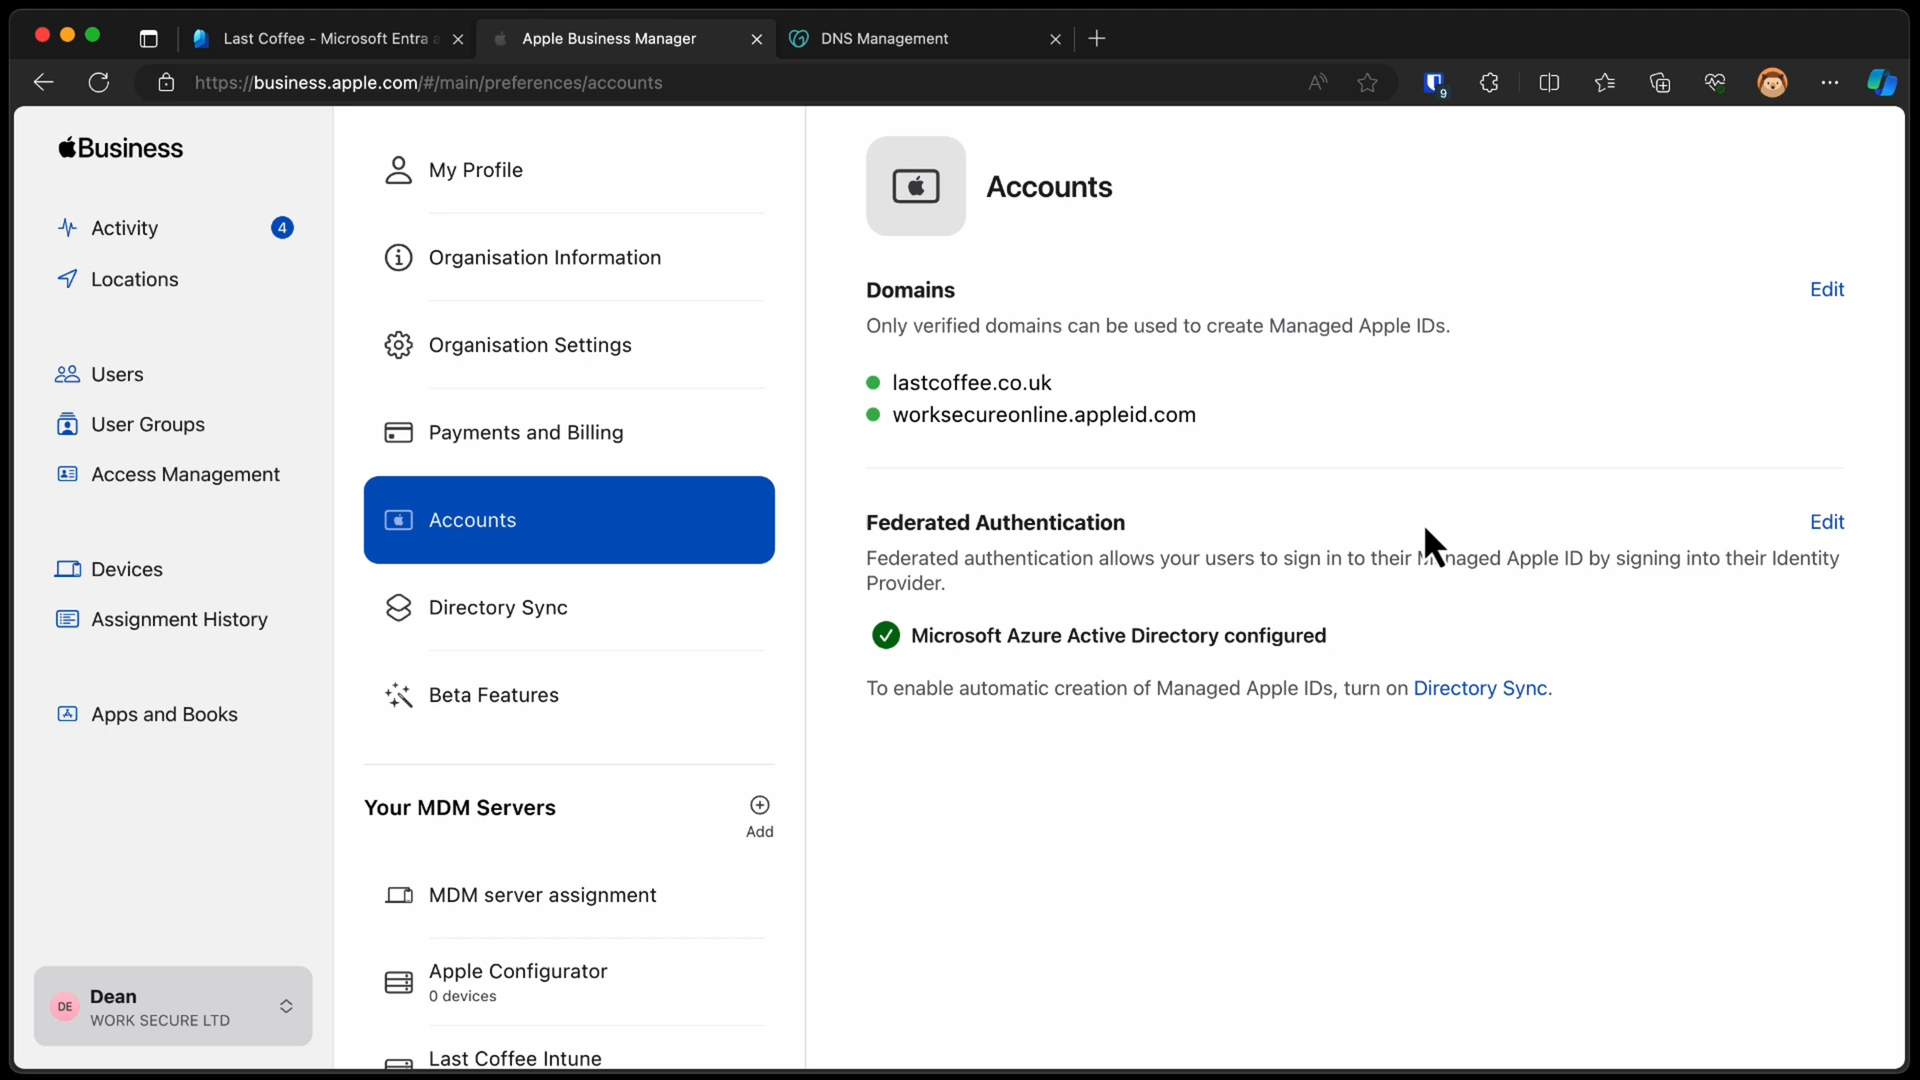 Last Coffee - Microsoft Entra a
Apple Business Manager
DNS Management
https://business.apple.com/#/main/preferences/accounts
9
Business
Activity
4
Locations
Users
User Groups
Access Management
Devices
Assignment History
Apps and Books
DE
Dean
WORK SECURE LTD
My Profile
Organisation Information
Organisation Settings
Payments and Billing
Accounts
Directory Sync
Beta Features
Your MDM Servers
Add
MDM server assignment
Apple Configurator
0 devices
Last Coffee Intune
Accounts
Domains
Edit
Only verified domains can be used to create Managed Apple IDs.
lastcoffee.co.uk
worksecureonline.appleid.com
Federated Authentication
Edit
Federated authentication allows your users to sign in to their Managed Apple ID by signing into their Identity
Provider.
Microsoft Azure Active Directory configured
To enable automatic creation of Managed Apple IDs, turn on Directory Sync.